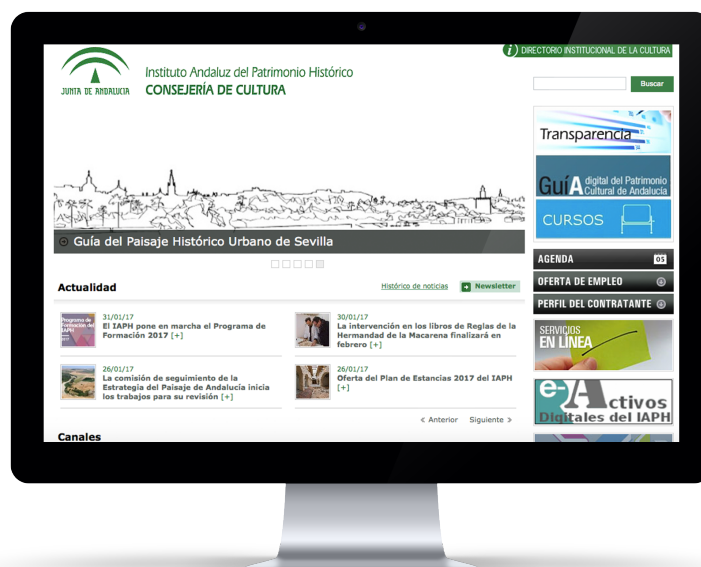 DIRECTORIO INSTITUCIONAL DE LA CULTURA
JUNTA DE ANDALUCIA
Instituto Andaluz del Patrimonio Histórico
CONSEJERÍA DE CULTURA
Buscar
Transparencia
Guía digital del Patrimonio
Cultural de Andalucía
CURSOS
Guía del Paisaje Histórico Urbano de Sevilla
AGENDA 05
OFERTA DE EMPLEO
PERFIL DEL CONTRATANTE
SERVICIOS
EN LÍNEA
e-Activos
Digitales del IAPH
Actualidad
Histórico de noticias
Newsletter
Programa de
Formación del
IAPH
2017
31/01/17
El IAPH pone en marcha el Programa de
Formación 2017 [+]
30/01/17
La intervención en los libros de Reglas de la
Hermandad de la Macarena finalizará en
febrero [+]
26/01/17
La comisión de seguimiento de la
Estrategia del Paisaje de Andalucía inicia
los trabajos para su revisión [+]
26/01/17
Oferta del Plan de Estancias 2017 del IAPH
[+]
< Anterior Siguiente >
Canales